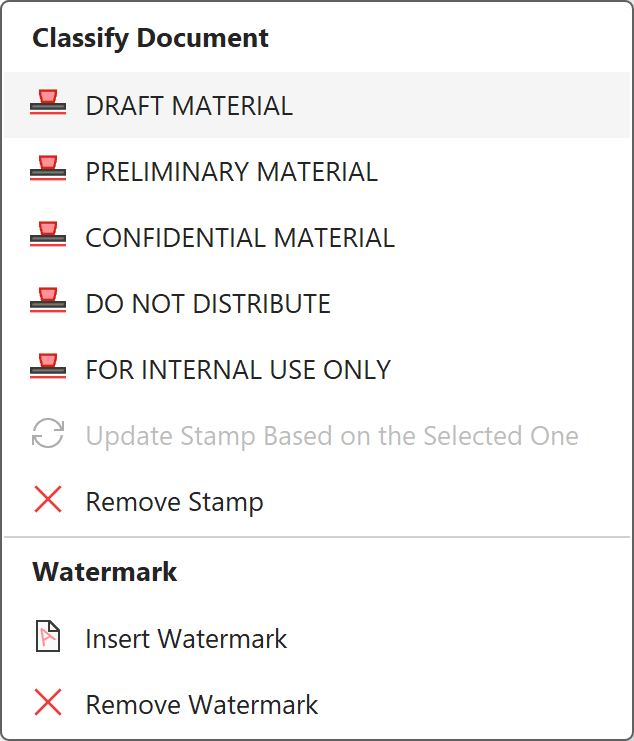 Classify Document
DRAFT MATERIAL
PRELIMINARY MATERIAL
CONFIDENTIAL MATERIAL
DO NOT DISTRIBUTE
FOR INTERNAL USE ONLY
Update Stamp Based on the Selected One
Remove Stamp
Watermark
Insert Watermark
Remove Watermark